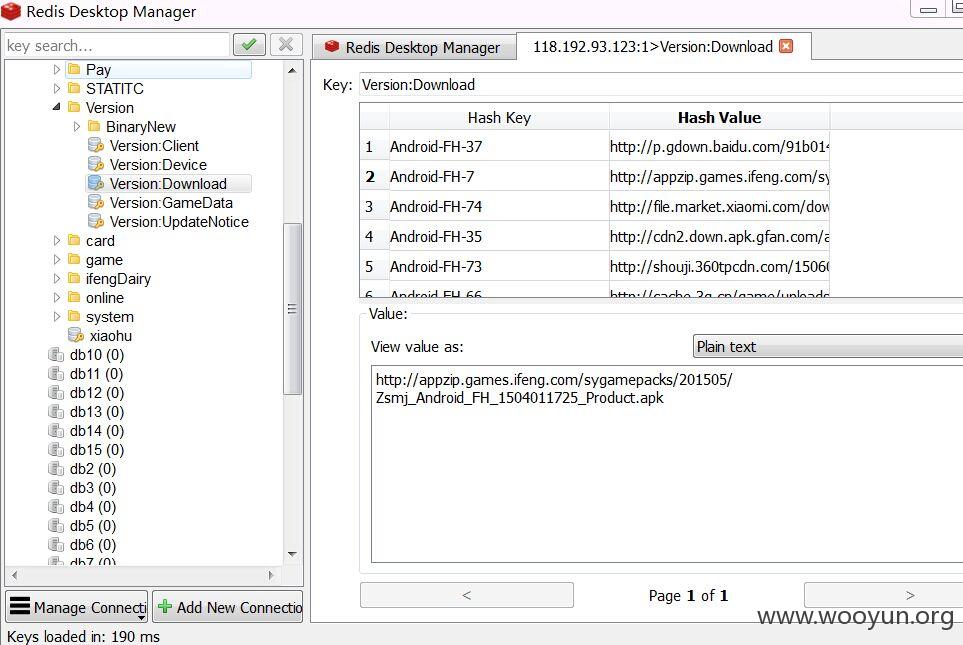 Redis Desktop Manager
key search...
Pay
STATITC
Version
BinaryNew
Version:Client
Version:Device
Version:Download
Version:GameData
Version:UpdateNotice
card
game
ifengDairy
online
system
xiaohu
db10 (0)
db11 (0)
db12 (0)
db13 (0)
db14 (0)
db15 (0)
db2 (0)
db3 (0)
db4 (0)
db5 (0)
db6 (0)
db7 (0)
Manage Connecti
Add New Connectio
Keys loaded in: 190 ms
Redis Desktop Manager
118.192.93.123:1>Version:Download
Key: Version:Download
Hash Key Hash Value
1 Android-FH-37 http://p.gdown.baidu.com/91b014
2 Android-FH-7 http://appzip.games.ifeng.com/sy
3 Android-FH-74 http://file.market.xiaomi.com/dow
4 Android-FH-35 http://cdn2.down.apk.gfan.com/a
5 Android-FH-73 http://shouji.360tpcdn.com/15060
6 Android-FH-66 http://cache.3g.cn/game/uploads
Value:
View value as: Plain text
http://appzip.games.ifeng.com/sygamepacks/201505/
Zsmj_Android_FH_1504011725_Product.apk
< Page 1 of 1 >
www.wooyun.org